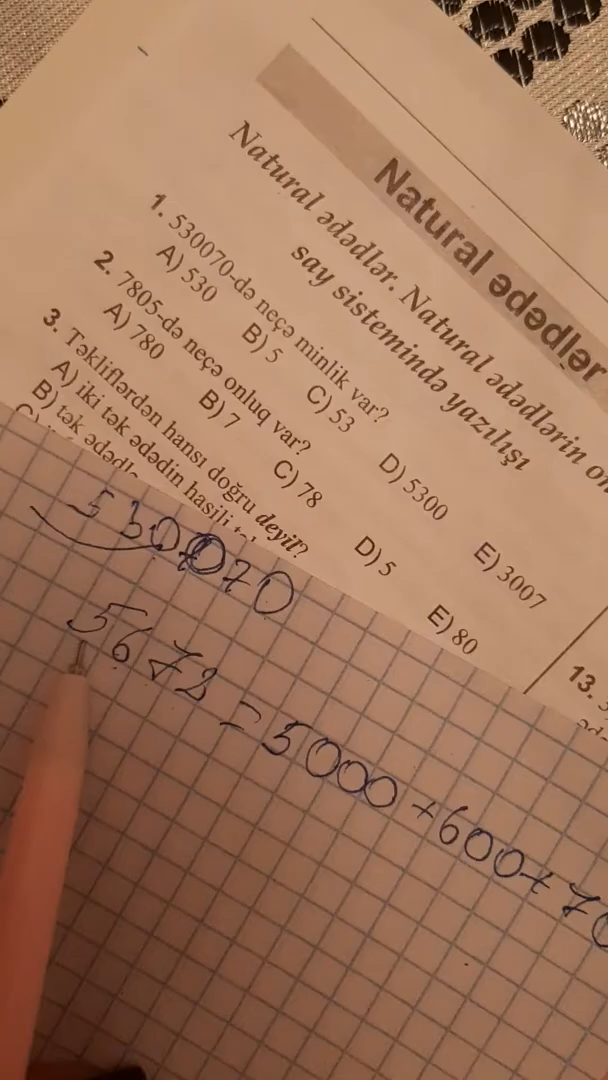 Natural ədədlər
Natural ədədlər. Natural ədədlərin
say sistemində yazılışı
1. 530070-də neçə minlik var?
A) 530 B) 5 C) 53 D) 5300 E) 3007
2. 7805-də neçə onluq var?
A) 780 B) 7 C) 78 D) 5 E) 80
3. Təkliflərdən hansı doğru deyil?
A) iki tək ədədin hasili
B) tək
13.
530070
5672 = 5000 + 600 + 70